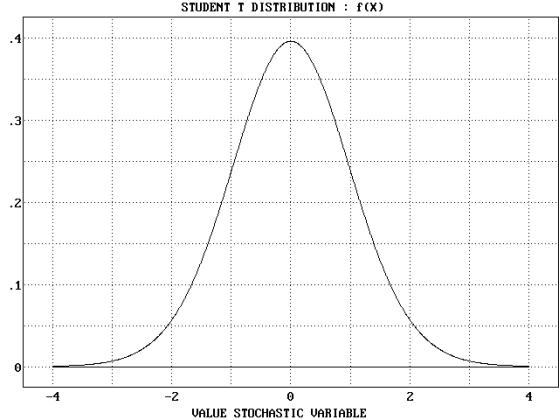 STUDENT T DISTRIBUTION : f(X)
.4
.3
.2
.1
0
-4 -2 0 2 4
VALUE STOCHASTIC VARIABLE